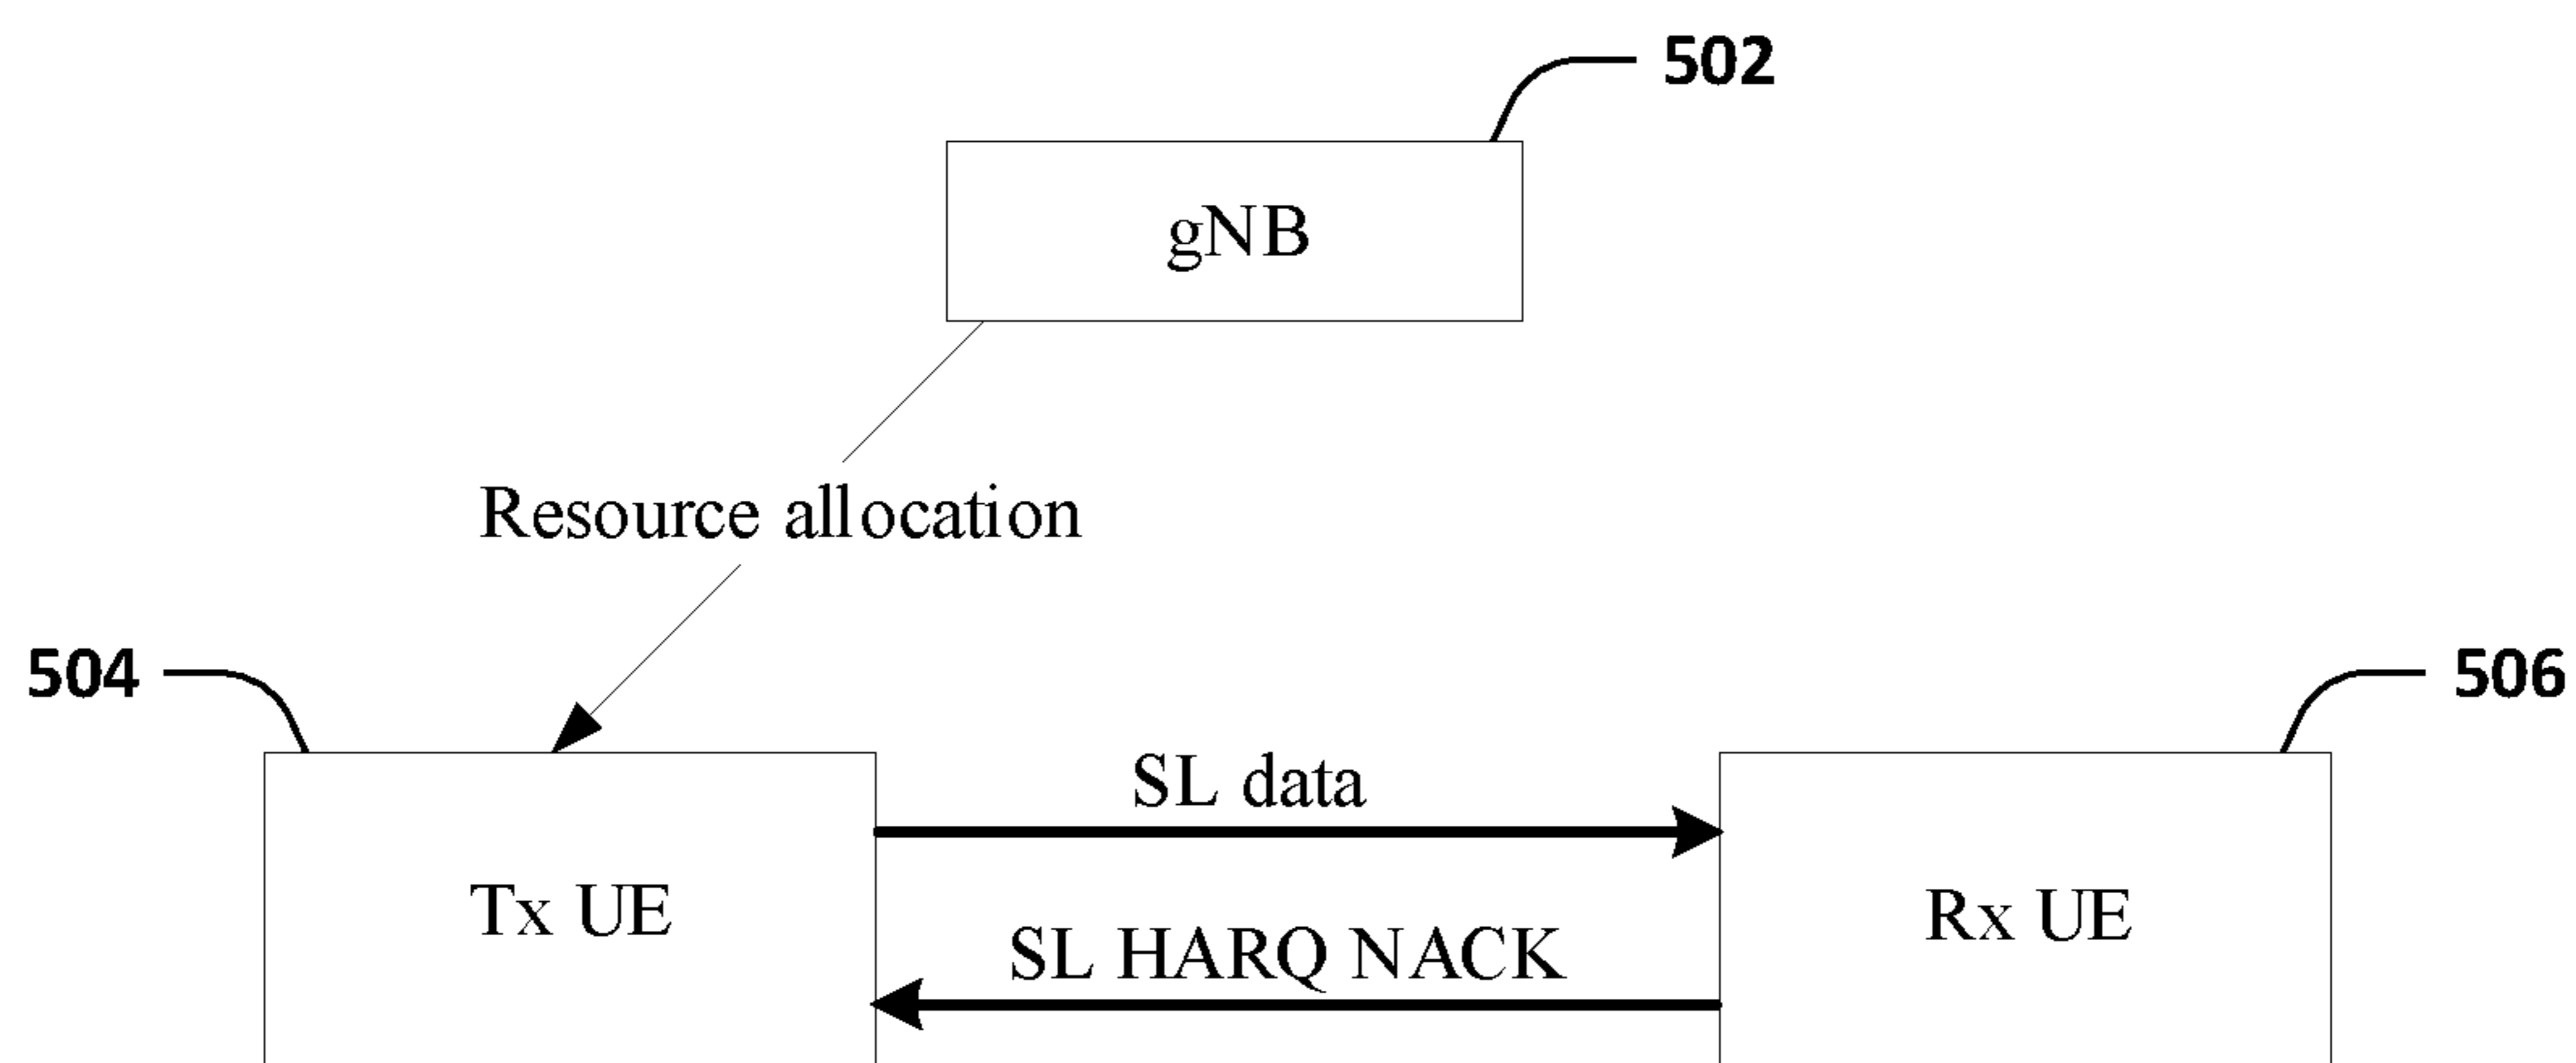 502
gNB
Resource allocation
504
506
SL data
Tx UE
Rx UE
SL HARQ NACK